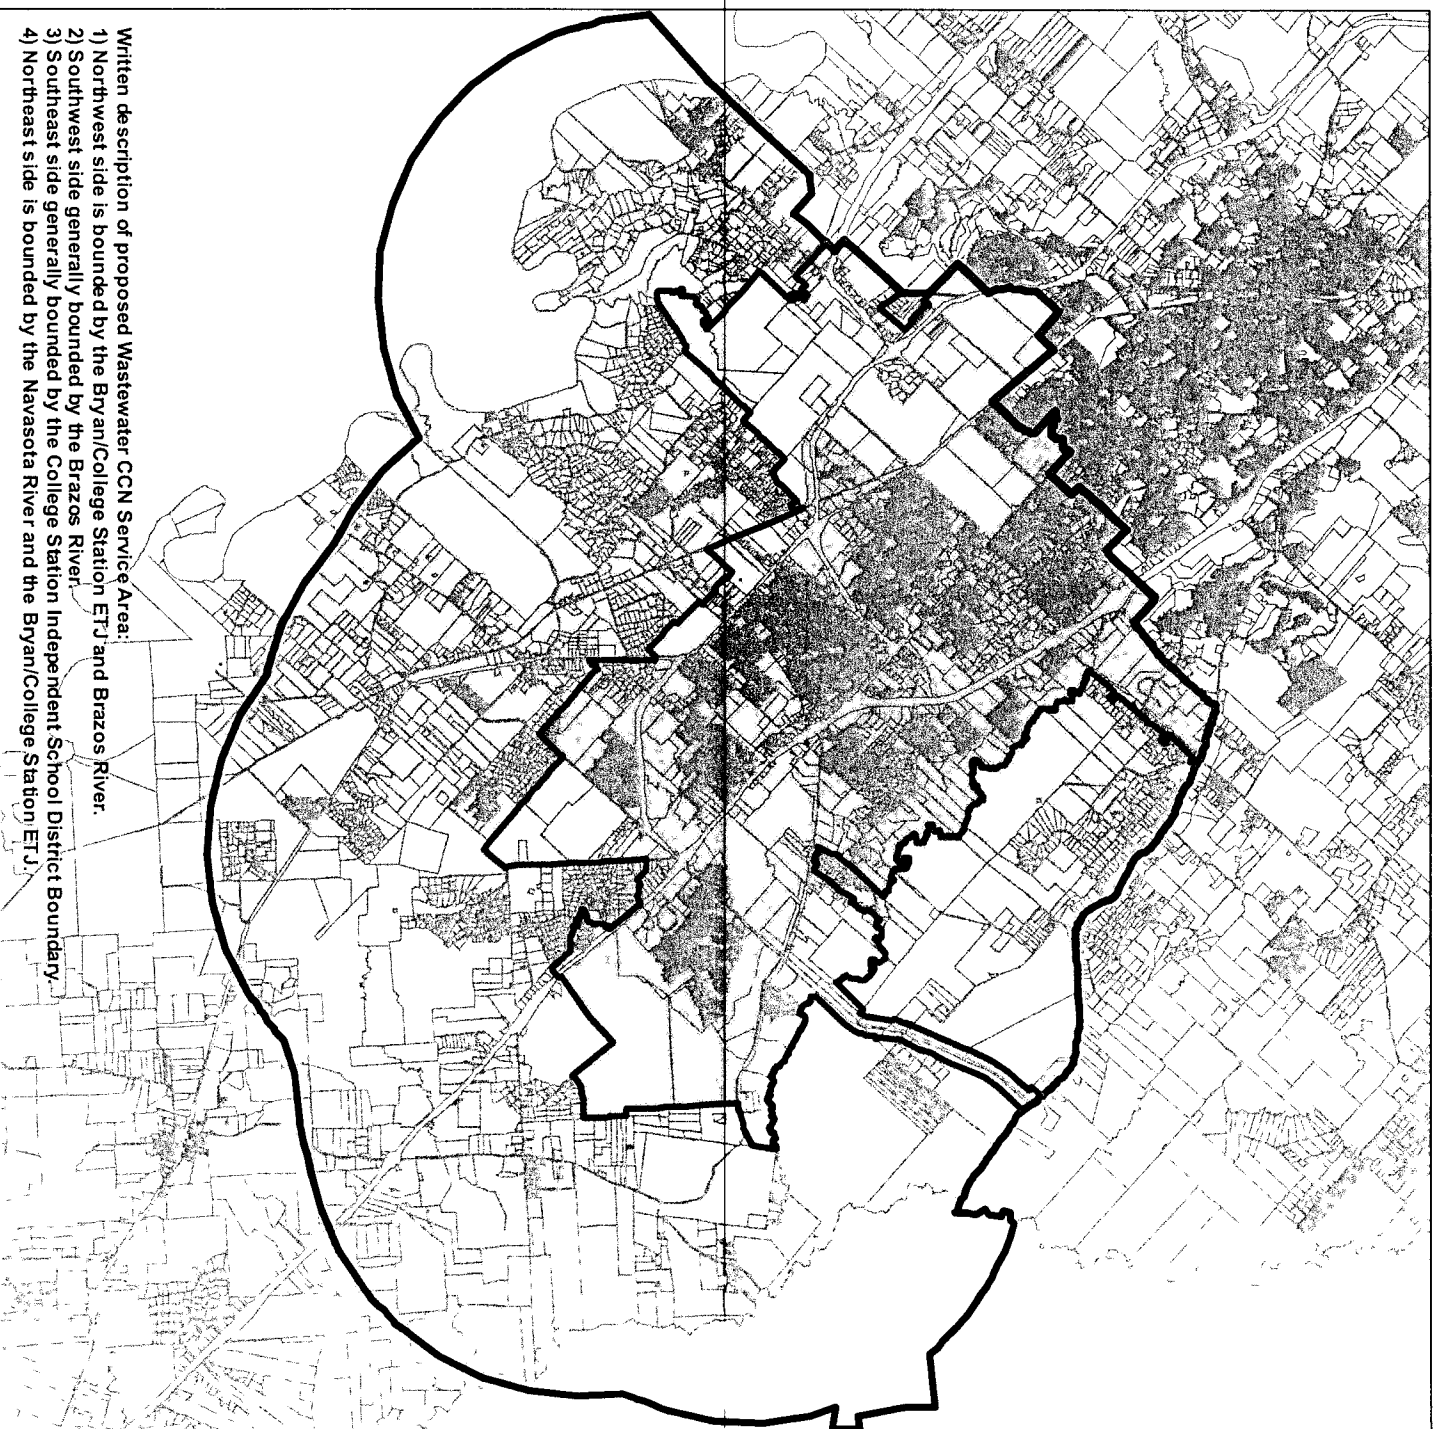 Written description of proposed Wastewater CCN Service Area:
1) Northwest side is bounded by the Bryan/College Station ETJ and Brazos River.
2) Southwest side generally bounded by the Brazos River.
3) Southeast side generally bounded by the College Station Independent School District Boundary.
4) Northeast side is bounded by the Navasota River and the Bryan/College Station ETJ.